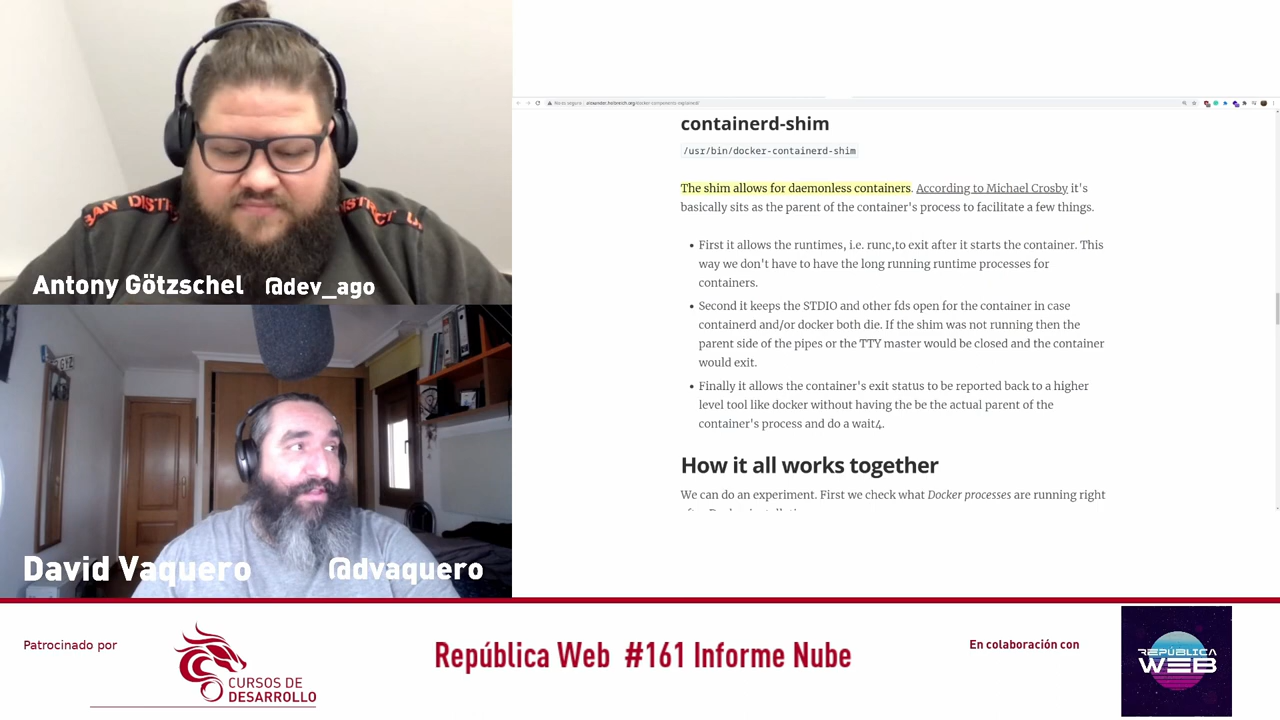 BAN DISTR
STRICT
Antony Götzschel @dev_ago
David Vaquero @dvaquero
containerd-shim
/usr/bin/docker-containerd-shim
The shim allows for daemonless containers. According to Michael Crosby it's
basically sits as the parent of the container's process to facilitate a few things.
• First it allows the runtimes, i.e. runc,to exit after it starts the container. This
way we don't have to have the long running runtime processes for
containers.
• Second it keeps the STDIO and other fds open for the container in case
containerd and/or docker both die. If the shim was not running then the
parent side of the pipes or the TTY master would be closed and the container
would exit.
• Finally it allows the container's exit status to be reported back to a higher
level tool like docker without having the be the actual parent of the
container's process and do a wait4.
How it all works together
We can do an experiment. First we check what Docker processes are running right
Patrocinado por
CURSOS DE
DESARROLLO
República Web #161 Informe Nube
En colaboración con
REPÚBLICA
WEB